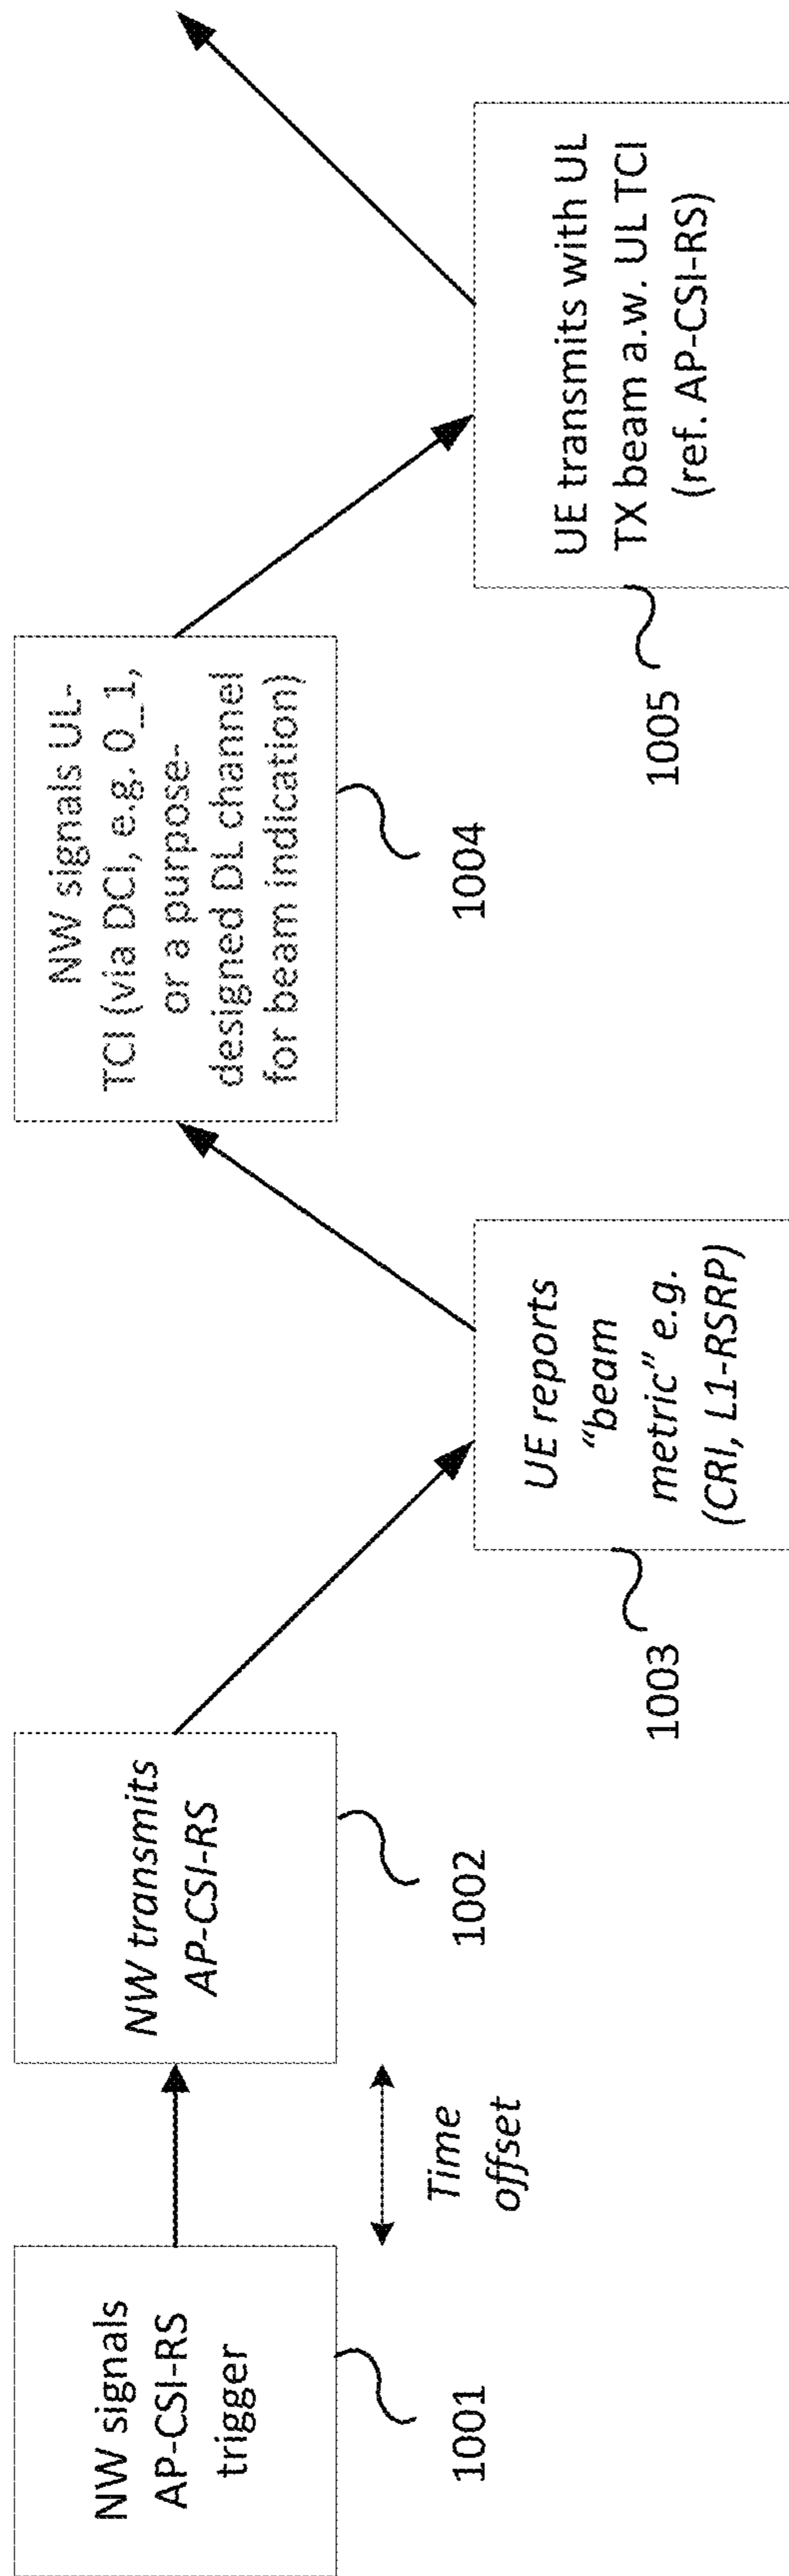 NW signals
AP-CSI-RS
trigger
1001
Time
offset
NW transmits
AP-CSI-RS
1002
UE reports
“beam
metric” e.g.
(CRI, L1-RSRP)
1003
NW signals UL-
TCI (via DCI, e.g. 0_1,
or a purpose-
designed DL channel
for beam indication)
1004
UE transmits with UL
TX beam a.w. UL TCI
(ref. AP-CSI-RS)
1005